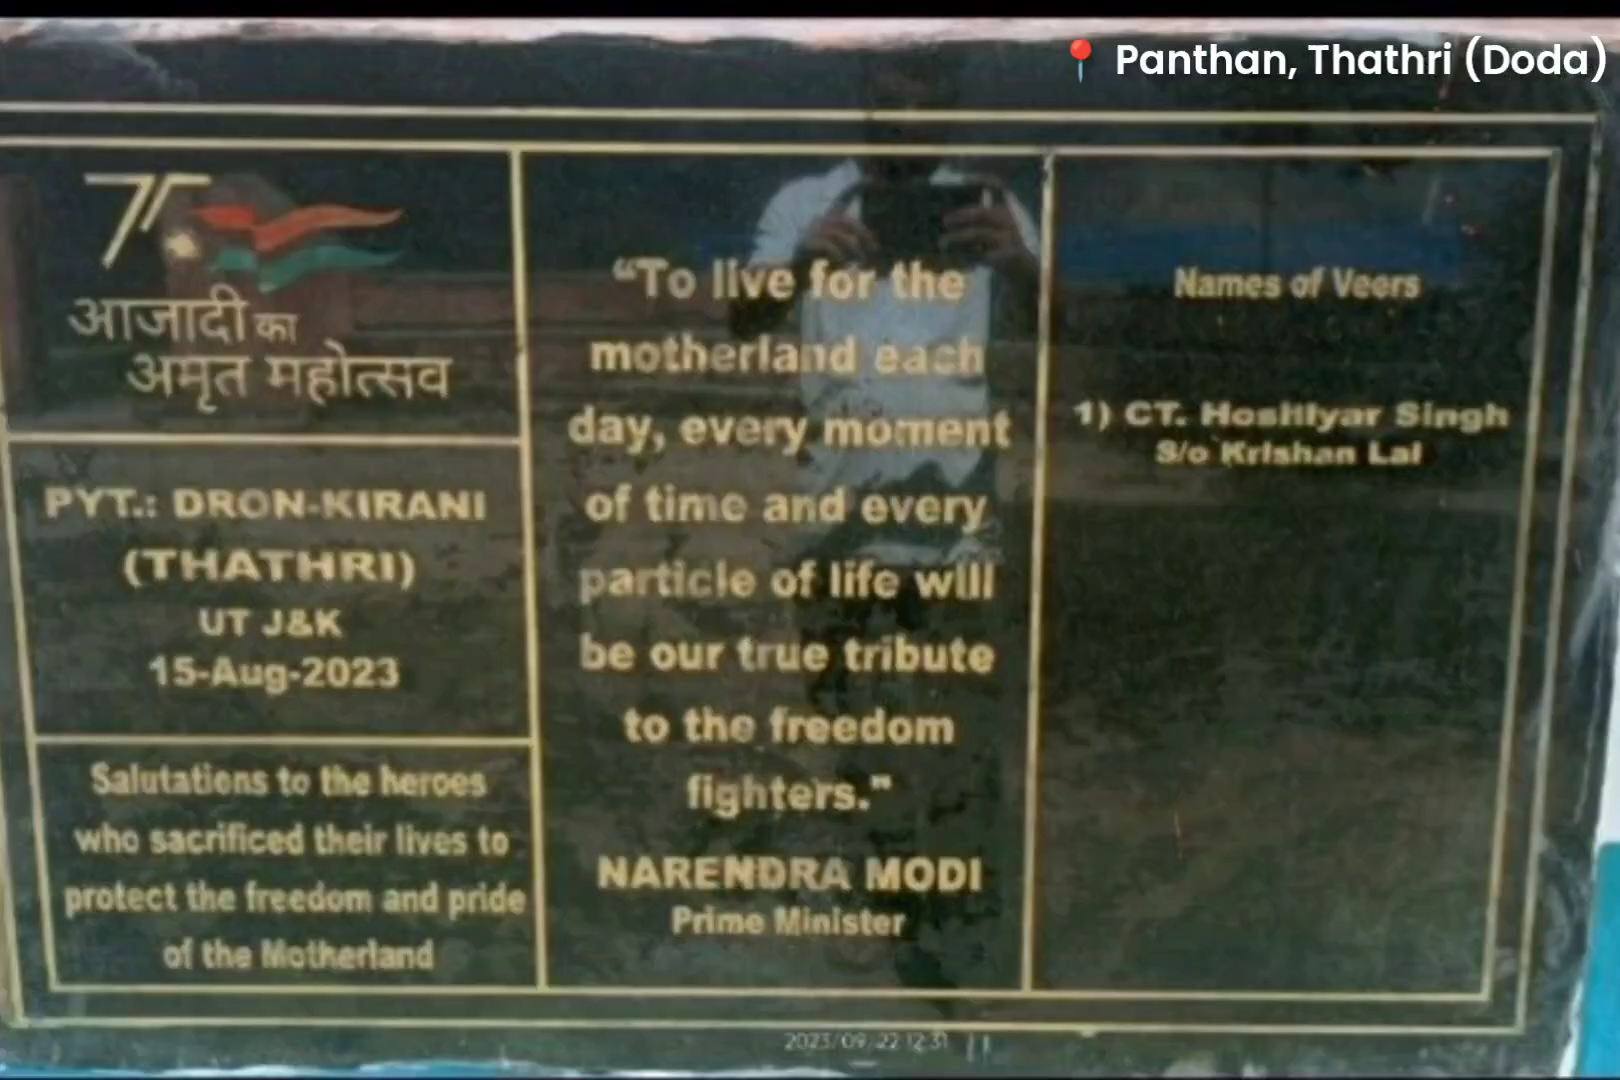 📍 Panthan, Thathri (Doda)
75
आजादी का
अमृत महोत्सव
PYT.: DRON-KIRANI
(THATHRI)
UT J&K
15-Aug-2023
Salutations to the heroes
who sacrificed their lives to
protect the freedom and pride
of the Motherland
“To live for the
motherland each
day, every moment
of time and every
particle of life will
be our true tribute
to the freedom
fighters.”
NARENDRA MODI
Prime Minister
Names of Veers
1) CT. Hoshiyar Singh
S/o Krishan Lal
2023/09/22 12:31